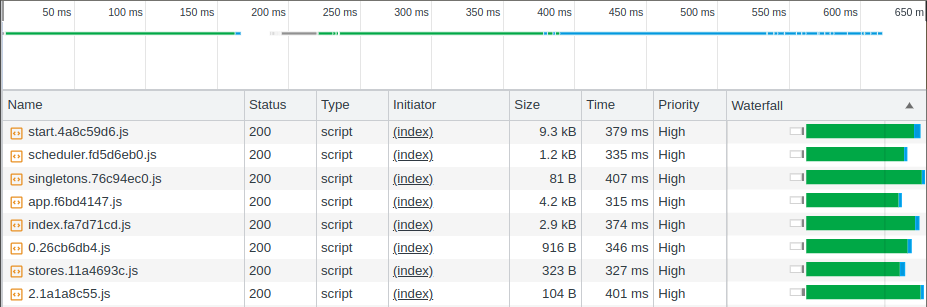 50 ms 100 ms 150 ms 200 ms 250 ms 300 ms 350 ms 400 ms 450 ms 500 ms 550 ms 600 ms 650 m
Name Status Type Initiator Size Time Priority Waterfall
start.4a8c59d6.js 200 script (index) 9.3 kB 379 ms High
scheduler.fd5d6eb0.js 200 script (index) 1.2 kB 335 ms High
singletons.76c94ec0.js 200 script (index) 81 B 407 ms High
app.f6bd4147.js 200 script (index) 4.2 kB 315 ms High
index.fa7d71cd.js 200 script (index) 2.9 kB 374 ms High
0.26cb6db4.js 200 script (index) 916 B 346 ms High
stores.11a4693c.js 200 script (index) 323 B 327 ms High
2.1a1a8c55.js 200 script (index) 104 B 401 ms High